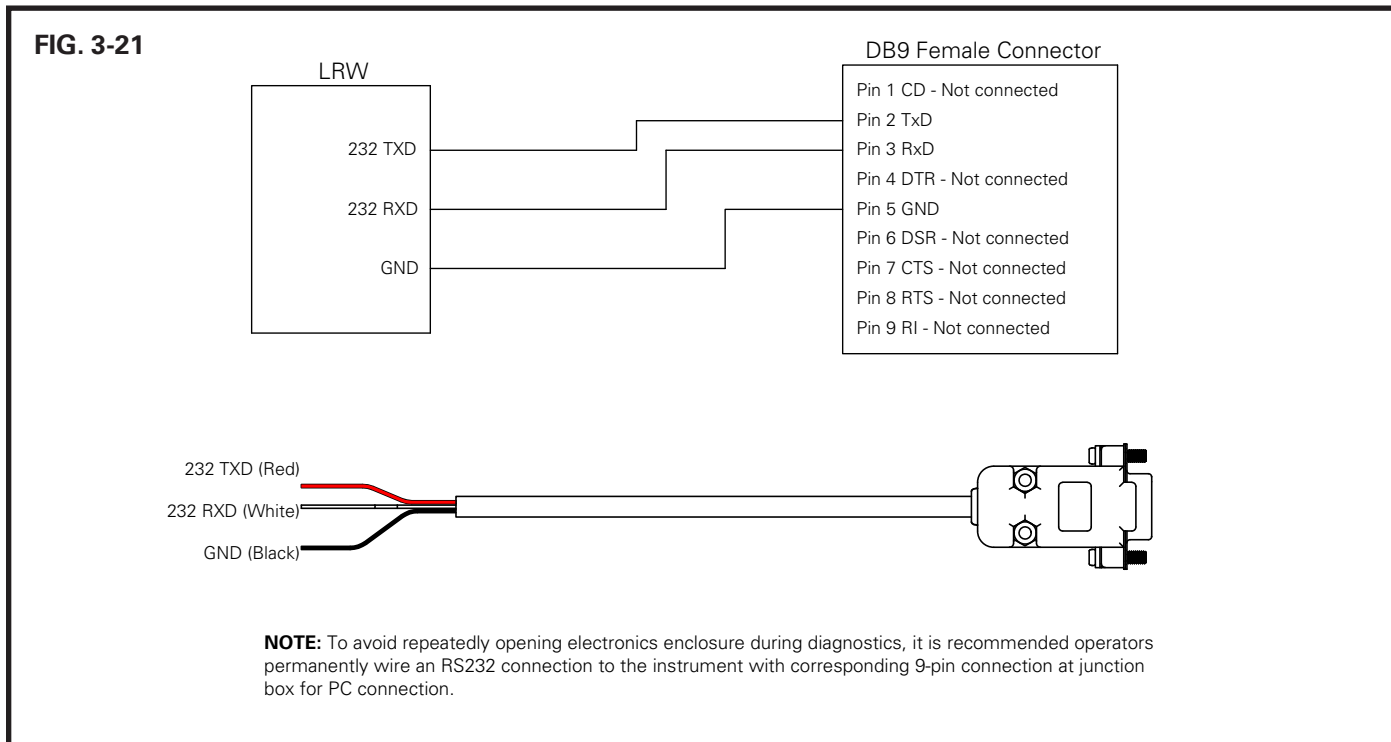 FIG. 3-21
LRW
232 TXD
232 RXD
GND
DB9 Female Connector
Pin 1 CD - Not connected
Pin 2 TxD
Pin 3 RxD
Pin 4 DTR - Not connected
Pin 5 GND
Pin 6 DSR - Not connected
Pin 7 CTS - Not connected
Pin 8 RTS - Not connected
Pin 9 RI - Not connected
232 TXD (Red)
232 RXD (White)
GND (Black)
NOTE: To avoid repeatedly opening electronics enclosure during diagnostics, it is recommended operators
permanently wire an RS232 connection to the instrument with corresponding 9-pin connection at junction
box for PC connection.